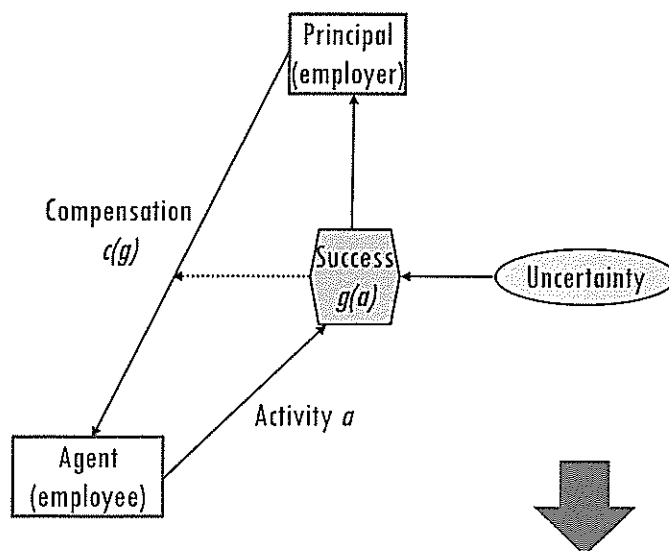 Principal
(employer)
Compensation
c(g)
Success
g(a)
Uncertainty
Activity a
Agent
(employee)